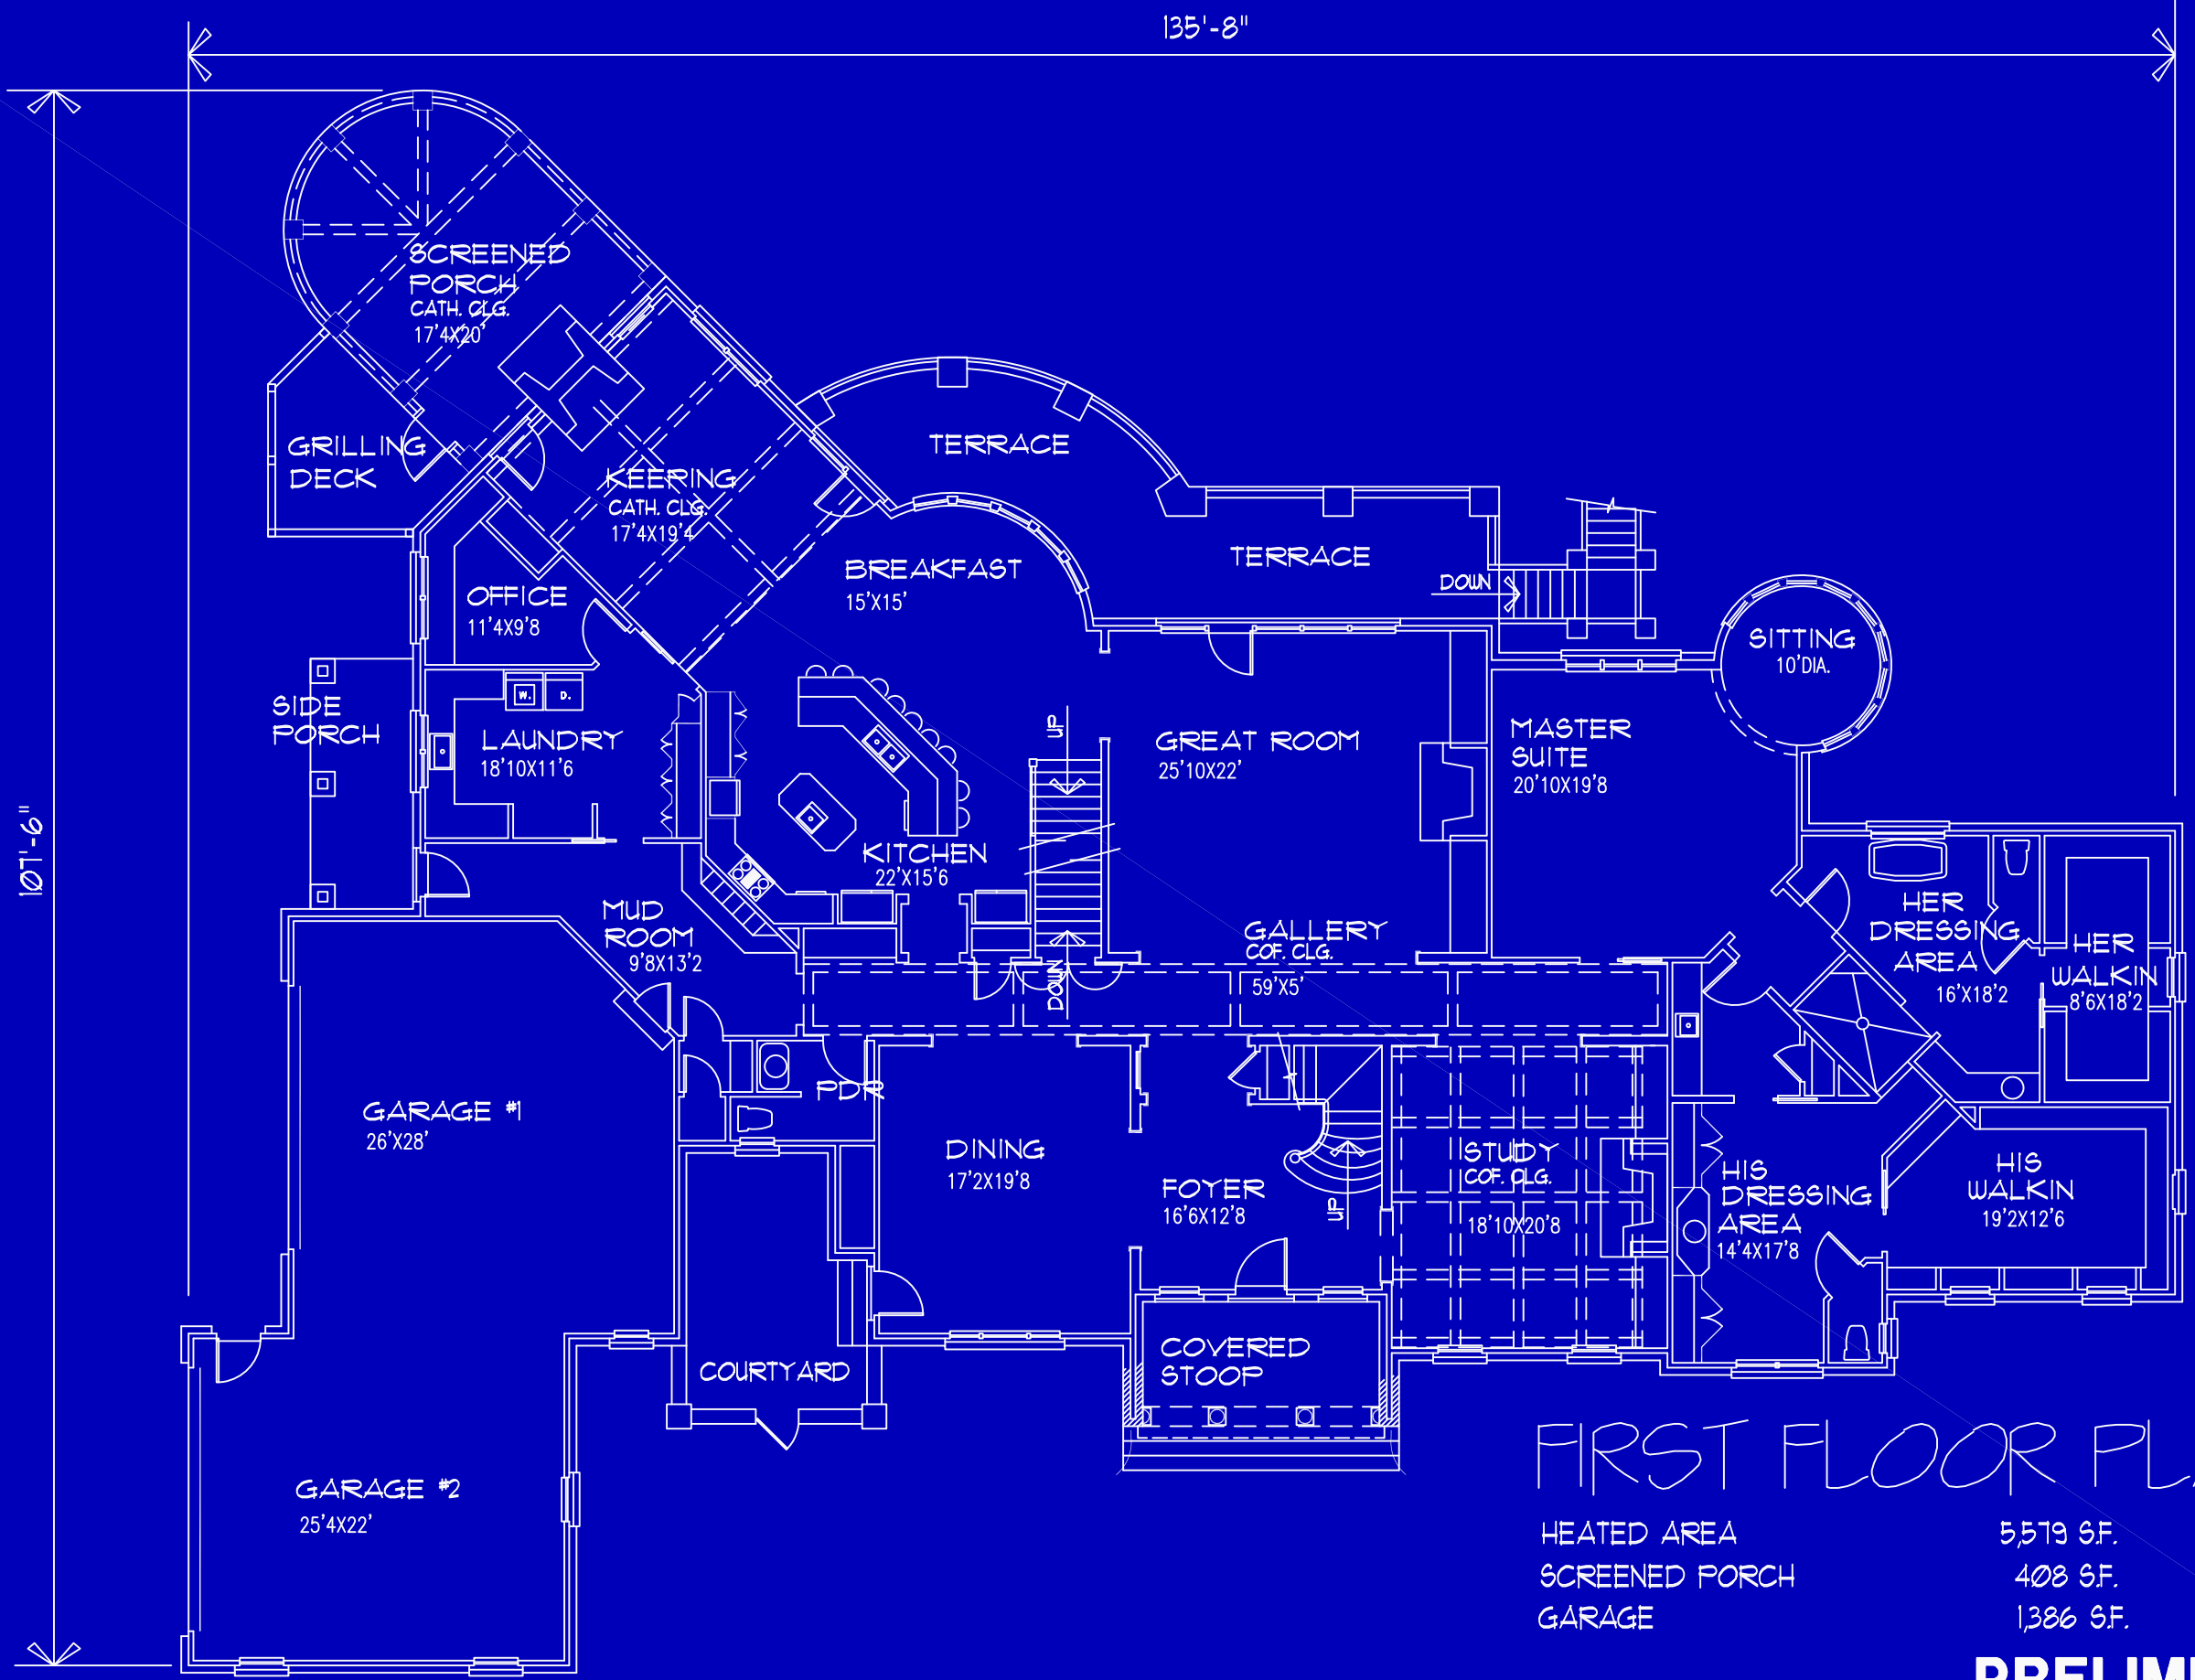 135'-8"
107'-6"
SCREENED
PORCH
CATH. CLG.
17'4X20'
GRILLING
DECK
KEERING
CATH. CLG.
17'4X19'4
TERRACE
BREAKFAST
15'X15'
TERRACE
DOWN
OFFICE
11'4X9'8
SITTING
10'DIA.
SIDE
PORCH
W.
D.
LAUNDRY
18'10X11'6
UP
GREAT ROOM
25'10X22'
MASTER
SUITE
20'10X19'8
KITCHEN
22'X15'6
MUD
ROOM
9'8X13'2
GALLERY
COF. CLG.
59'X5'
DOWN
HER
DRESSING
AREA
16'X18'2
HER
WALKIN
8'6X18'2
GARAGE #1
26'X28'
PDR
DINING
17'2X19'8
FOYER
16'6X12'8
UP
STUDY
COF. CLG.
18'10X20'8
HIS
DRESSING
AREA
14'4X17'8
HIS
WALKIN
19'2X12'6
COURTYARD
COVERED
STOOP
GARAGE #2
25'4X22'
FIRST FLOOR PL
HEATED AREA 5,579 S.F.
SCREENED PORCH 408 S.F.
GARAGE 1,386 S.F.